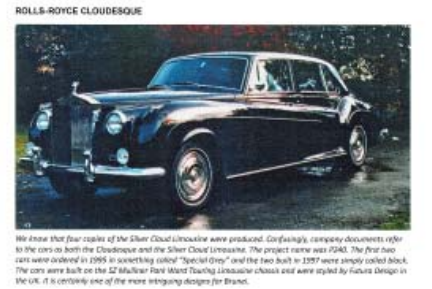 ROLLS-ROYCE CLOUDESQUE
We know that four copies of the Silver Cloud Limousine were produced. Confusingly, company documents refer
to the cars as both the Cloudesque and the Silver Cloud Limousine. The project name was P240. The first two
cars were ordered in 1995 in something called "Special Grey" and the two built in 1997 were simply called black.
The cars were built on the SZ Mulliner Park Ward Touring Limousine chassis and were styled by Futura Design in
the UK. It is certainly one of the more intriguing designs for Brunei.